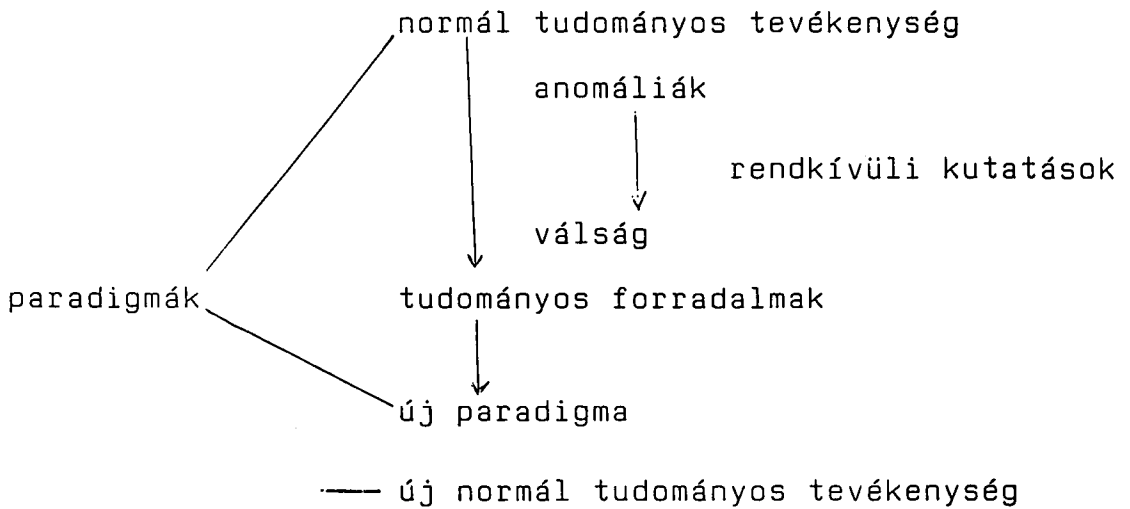 normál tudományos tevékenység
anomáliák
rendkívüli kutatások
válság
paradigmák tudományos forradalmak
új paradigma
új normál tudományos tevékenység